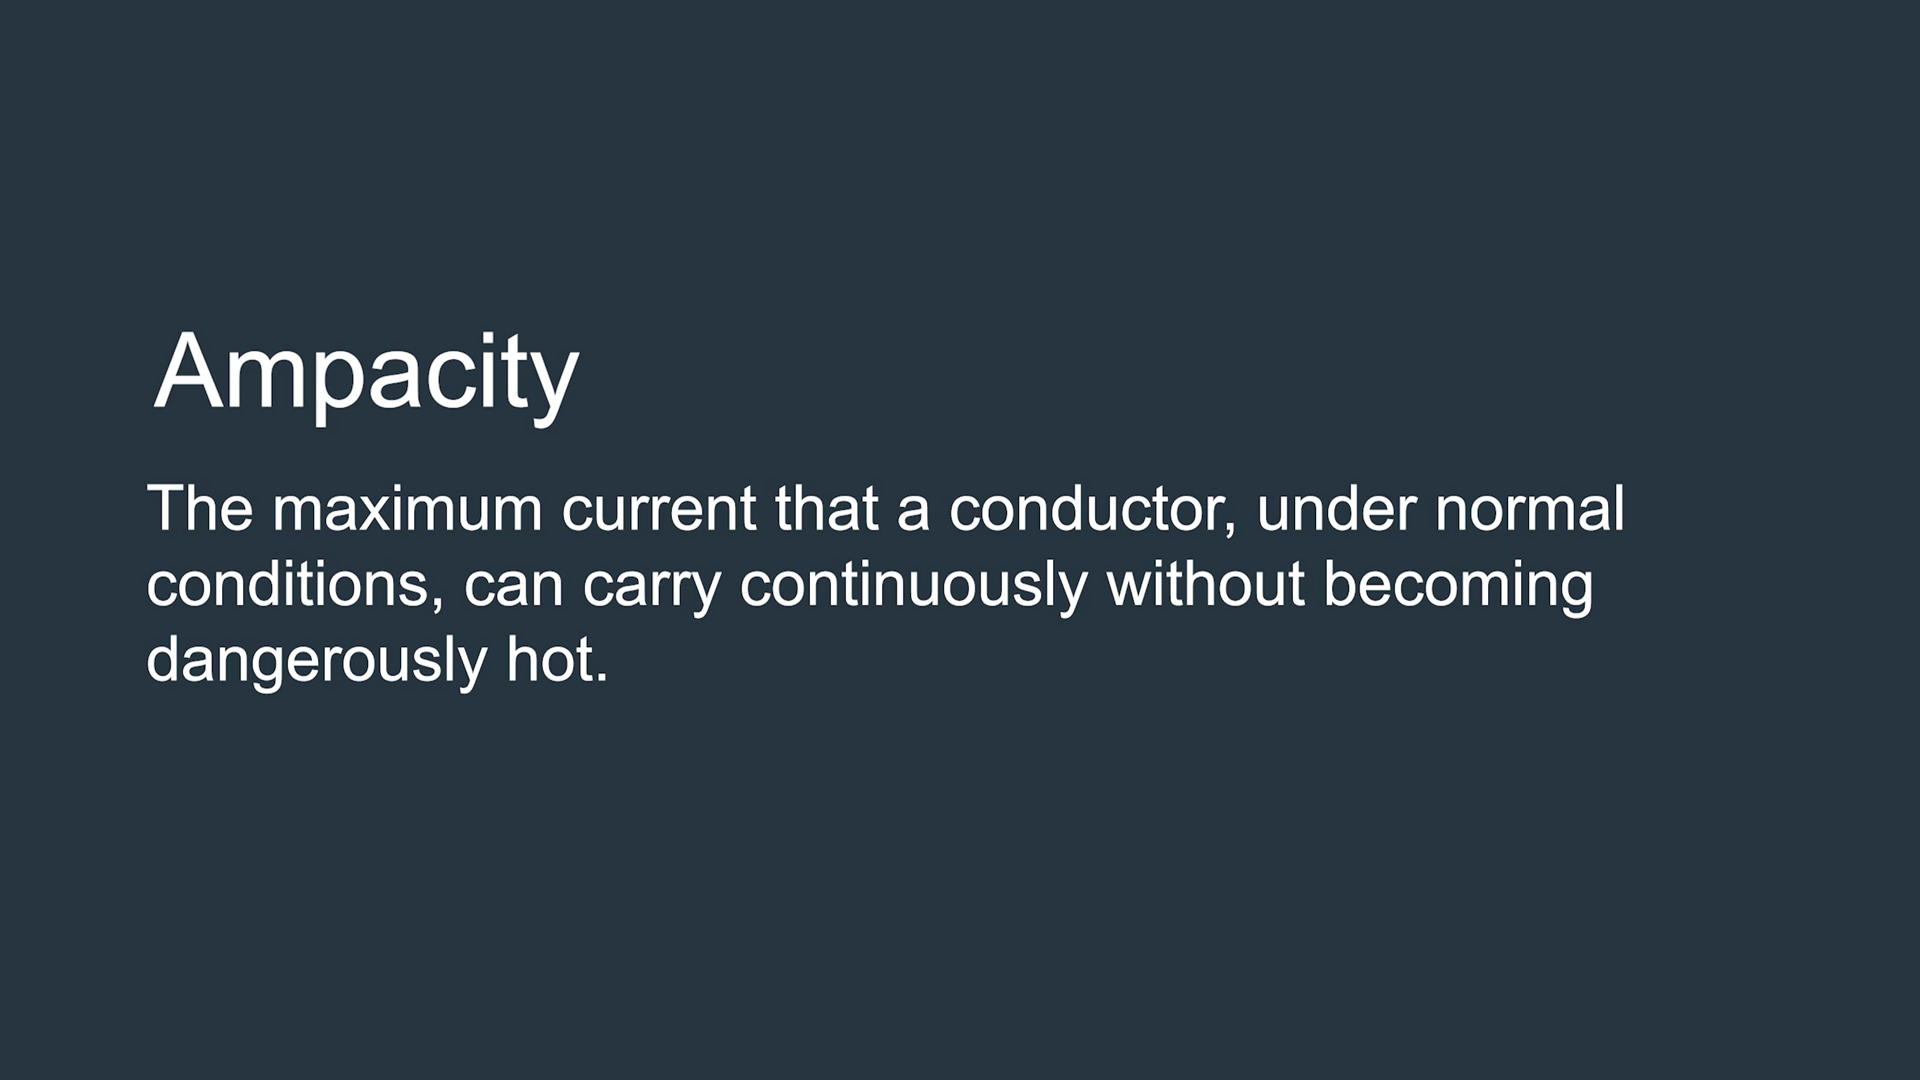 Ampacity
The maximum current that a conductor, under normal
conditions, can carry continuously without becoming
dangerously hot.